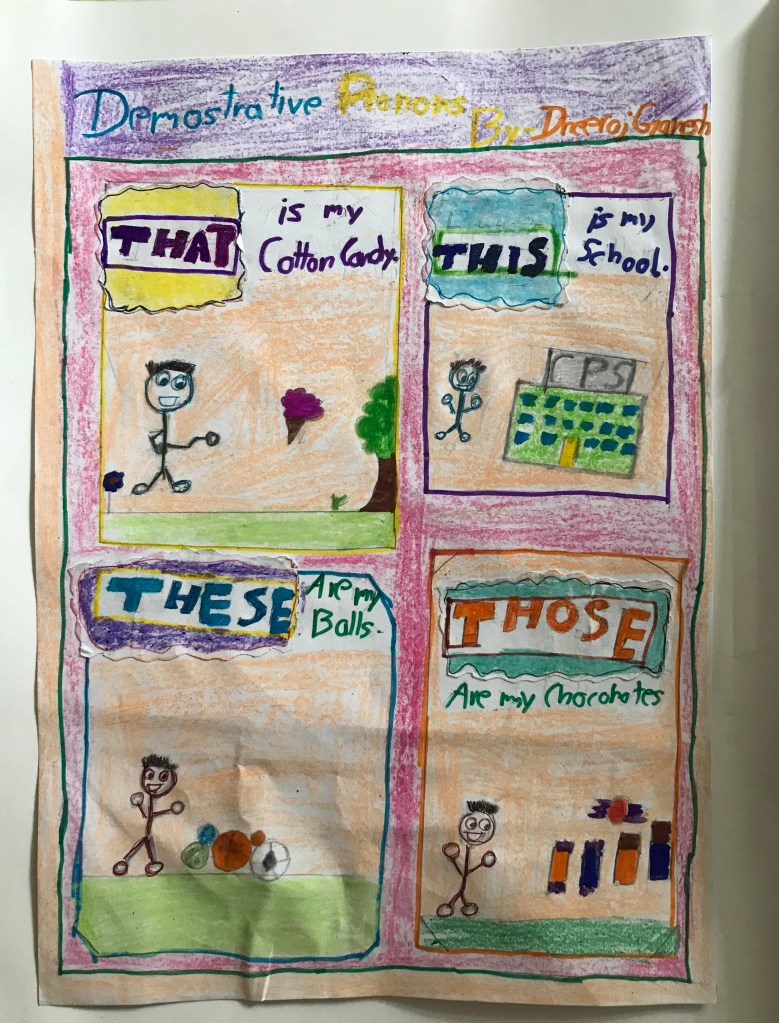 Demostrative Pronons By- Dheeraj Ganesh
THAT is my
Cotton Candy.
THIS is my
School.
CPS
THESE Are my
Balls.
THOSE
Are my Chocohotes